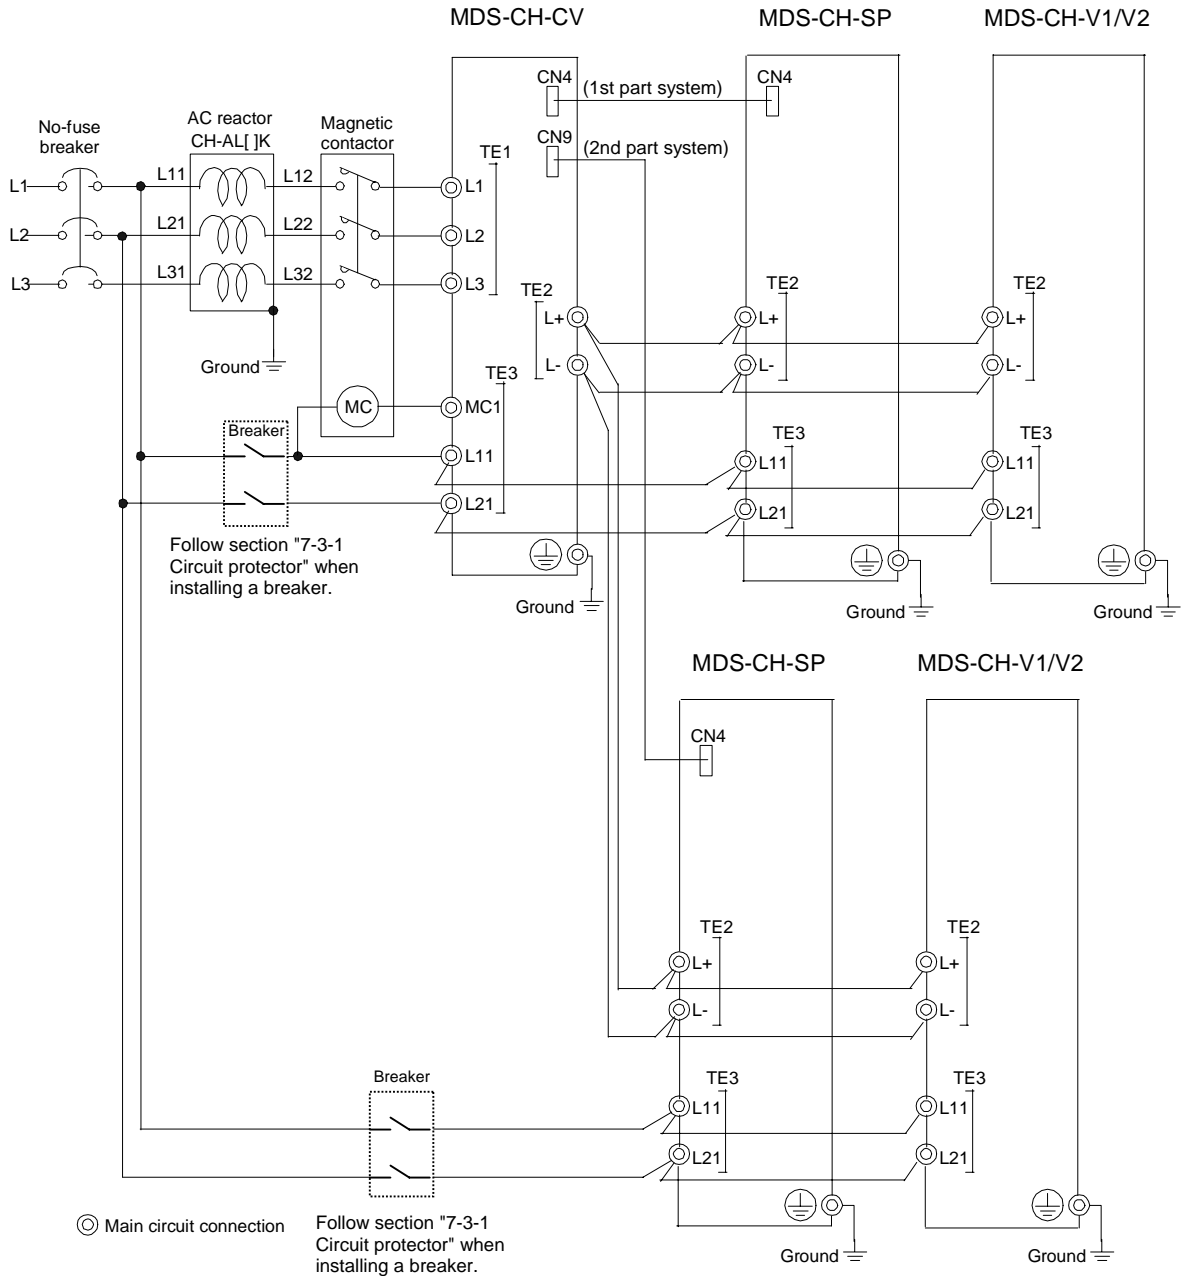 MDS-CH-CV
MDS-CH-SP
MDS-CH-V1/V2
CN4
(1st part system)
CN4
CN9
(2nd part system)
No-fuse
breaker
AC reactor
CH-AL[ ]K
Magnetic
contactor
TE1
L1
L11
L12
L1
L2
L21
L22
L2
L3
L31
L32
L3
TE2
L+
L-
TE2
L+
L-
TE2
L+
L-
Ground
TE3
MC
MC1
Breaker
L11
L21
TE3
L11
L21
TE3
L11
L21
Follow section "7-3-1
Circuit protector" when
installing a breaker.
Ground
Ground
Ground
MDS-CH-SP
MDS-CH-V1/V2
CN4
TE2
L+
L-
TE2
L+
L-
Breaker
TE3
L11
L21
TE3
L11
L21
Main circuit connection
Follow section "7-3-1
Circuit protector" when
installing a breaker.
Ground
Ground